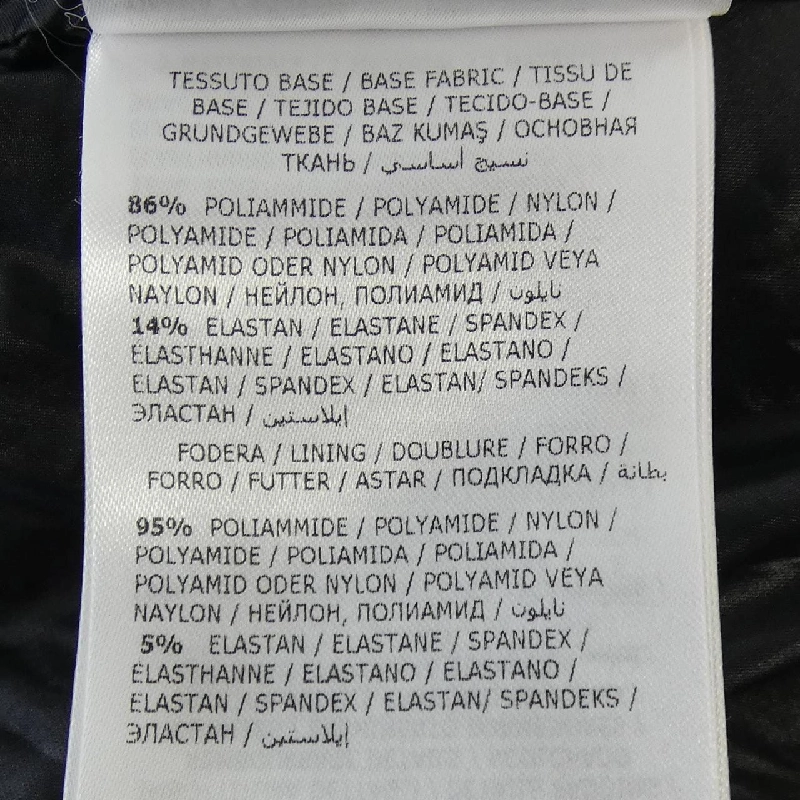 TESSUTO BASE / BASE FABRIC / TISSU DE
BASE / TEJIDO BASE / TECIDO-BASE /
GRUNDGEWEBE / BAZ KUMAŞ / ОСНОВНАЯ
ТКАНЬ / نسيج أساسي
86% POLIAMMIDE / POLYAMIDE / NYLON /
POLYAMIDE / POLIAMIDA / POLIAMIDA /
POLYAMID ODER NYLON / POLYAMID VEYA
NAYLON / НЕЙЛОН, ПОЛИАМИД / نايلون
14% ELASTAN / ELASTANE / SPANDEX /
ELASTHANNE / ELASTANO / ELASTANO /
ELASTAN / SPANDEX / ELASTAN/ SPANDEKS /
ЭЛАСТАН / إيلاستين
FODERA / LINING / DOUBLURE / FORRO /
FORRO / FUTTER / ASTAR / ПОДКЛАДКА / بطانة
95% POLIAMMIDE / POLYAMIDE / NYLON /
POLYAMIDE / POLIAMIDA / POLIAMIDA /
POLYAMID ODER NYLON / POLYAMID VEYA
NAYLON / НЕЙЛОН, ПОЛИАМИД / نايلون
5% ELASTAN / ELASTANE / SPANDEX /
ELASTHANNE / ELASTANO / ELASTANO /
ELASTAN / SPANDEX / ELASTAN/ SPANDEKS /
ЭЛАСТАН / إيلاستين